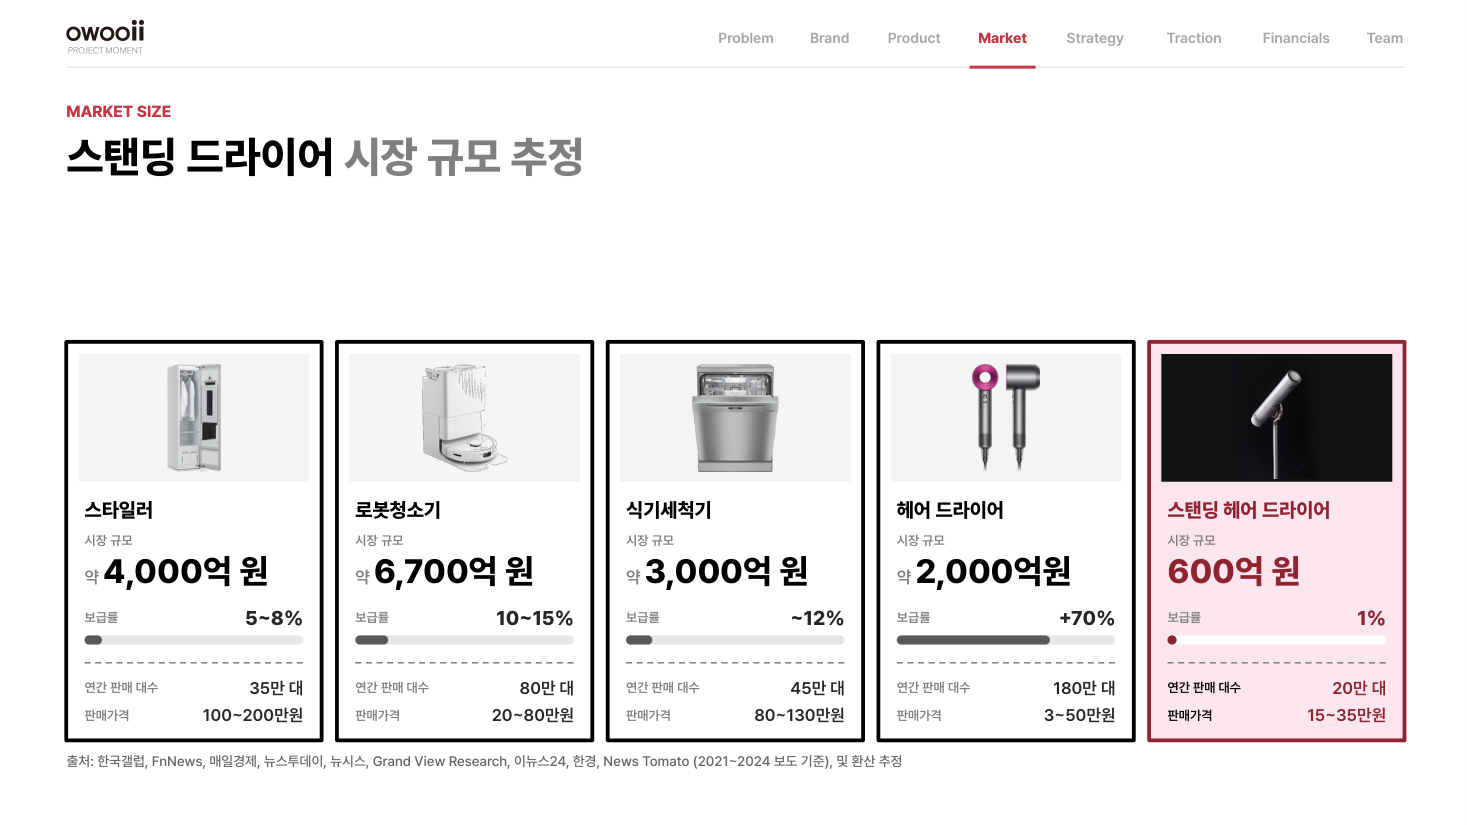 owooii
PROJECT MOMENT
Problem Brand Product Market Strategy Traction Financials Team
MARKET SIZE
스탠딩 드라이어 시장 규모 추정
스타일러
시장 규모
약 4,000억 원
보급률 5~8%
연간 판매 대수 35만 대
판매가격 100~200만원
로봇청소기
시장 규모
약 6,700억 원
보급률 10~15%
연간 판매 대수 80만 대
판매가격 20~80만원
식기세척기
시장 규모
약 3,000억 원
보급률 ~12%
연간 판매 대수 45만 대
판매가격 80~130만원
헤어 드라이어
시장 규모
약 2,000억원
보급률 +70%
연간 판매 대수 180만 대
판매가격 3~50만원
스탠딩 헤어 드라이어
시장 규모
600억 원
보급률 1%
연간 판매 대수 20만 대
판매가격 15~35만원
출처: 한국갤럽, FnNews, 매일경제, 뉴스투데이, 뉴시스, Grand View Research, 이뉴스24, 한경, News Tomato (2021~2024 보도 기준), 및 환산 추정